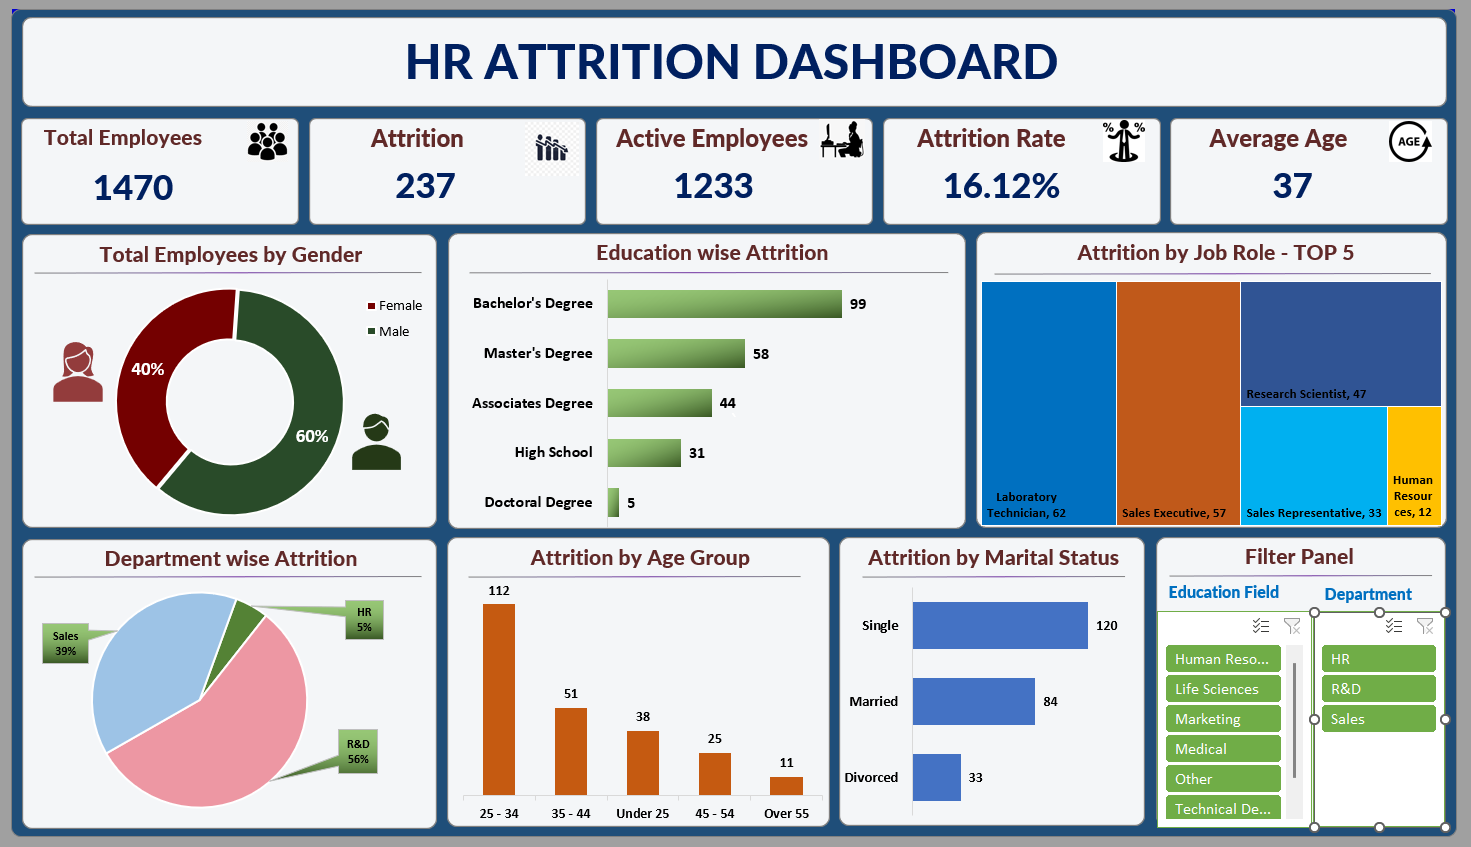 HR ATTRITION DASHBOARD
Total Employees
1470
Attrition
237
Active Employees
1233
Attrition Rate
% %
16.12%
Average Age
AGE
37
Total Employees by Gender
Female
Male
40%
60%
Education wise Attrition
Bachelor's Degree
99
Master's Degree
58
Associates Degree
44
High School
31
Doctoral Degree
5
Attrition by Job Role - TOP 5
Laboratory
Technician, 62
Sales Executive, 57
Research Scientist, 47
Sales Representative, 33
Human
Resour
ces, 12
Department wise Attrition
HR
5%
Sales
39%
R&D
56%
Attrition by Age Group
112
51
38
25
11
25 - 34
35 - 44
Under 25
45 - 54
Over 55
Attrition by Marital Status
Single
120
Married
84
Divorced
33
Filter Panel
Education Field
Human Reso...
Life Sciences
Marketing
Medical
Other
Technical De...
Department
HR
R&D
Sales